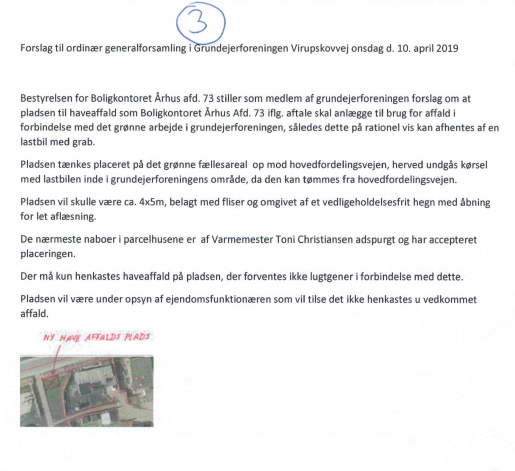 3
Forslag til ordinær generalforsamling i Grundejerforeningen Virupskovvej onsdag d. 10. april 2019
Bestyrelsen for Boligkontoret Århus afd. 73 stiller som medlem af grundejerforeningen forslag om at
pladsen til haveaffald som Boligkontoret Århus Afd. 73 iflg. aftale skal anlægge til brug for affald i
forbindelse med det grønne arbejde i grundejerforeningen, således dette på rationel vis kan afhentes af en
lastbil med grab.
Pladsen tænkes placeret på det grønne fællesareal op mod hovedfordelingsvejen, herved undgås kørsel
med lastbilen inde i grundejerforeningens område, da den kan tømmes fra hovedfordelingsvejen.
Pladsen vil skulle være ca. 4x5m, belagt med fliser og omgivet af et vedligeholdelsesfrit hegn med åbning
for let aflæsning.
De nærmeste naboer i parcelhusene er af Varmemester Toni Christiansen adspurgt og har accepteret
placeringen.
Der må kun henkastes haveaffald på pladsen, der forventes ikke lugtgener i forbindelse med dette.
Pladsen vil være under opsyn af ejendomsfunktionæren som vil tilse det ikke henkastes u vedkommet
affald.
NY HAVE AFFALDS PLADS